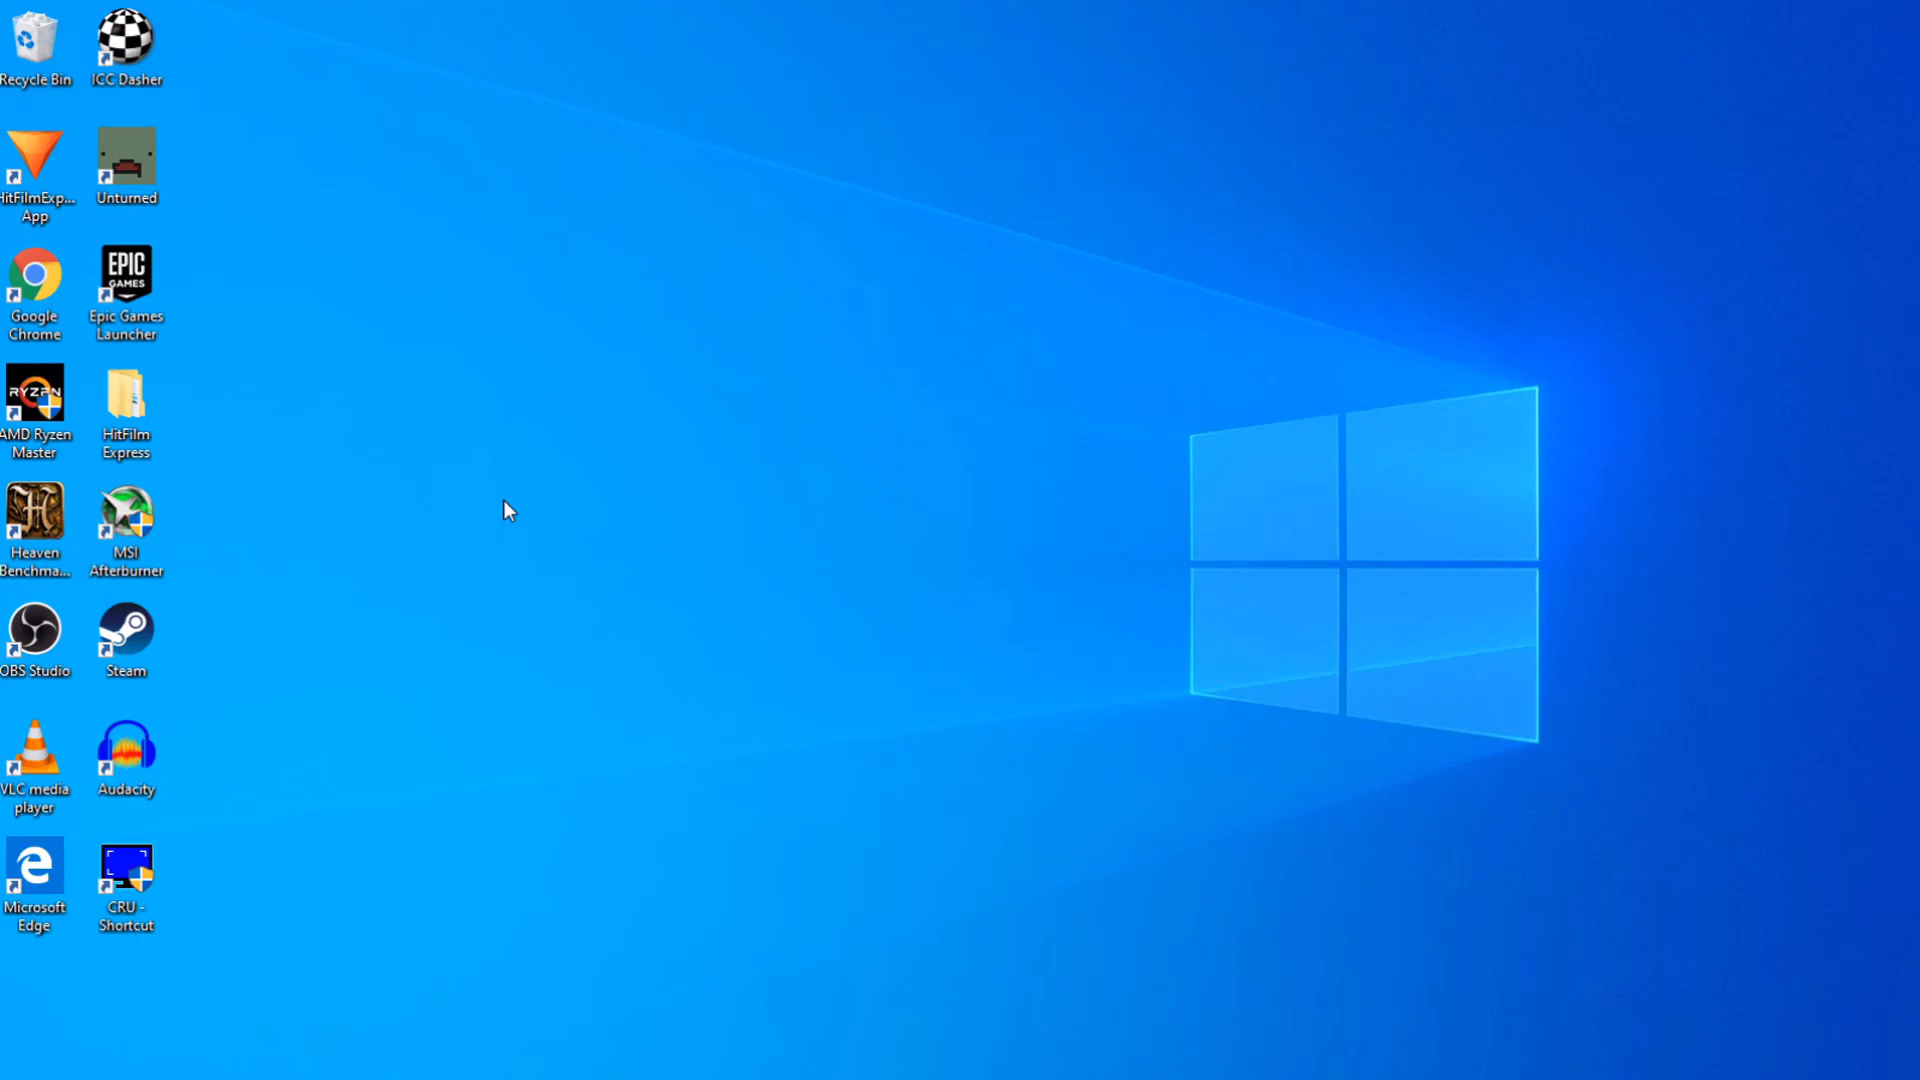 Recycle Bin
ICC Dasher
HitFilmExp...
App
Unturned
Google
Chrome
EPIC
GAMES
Epic Games
Launcher
RYZEN
AMD Ryzen
Master
HitFilm
Express
H
Heaven
Benchma...
MSI
Afterburner
OBS Studio
Steam
VLC media
player
Audacity
Microsoft
Edge
CRU -
Shortcut